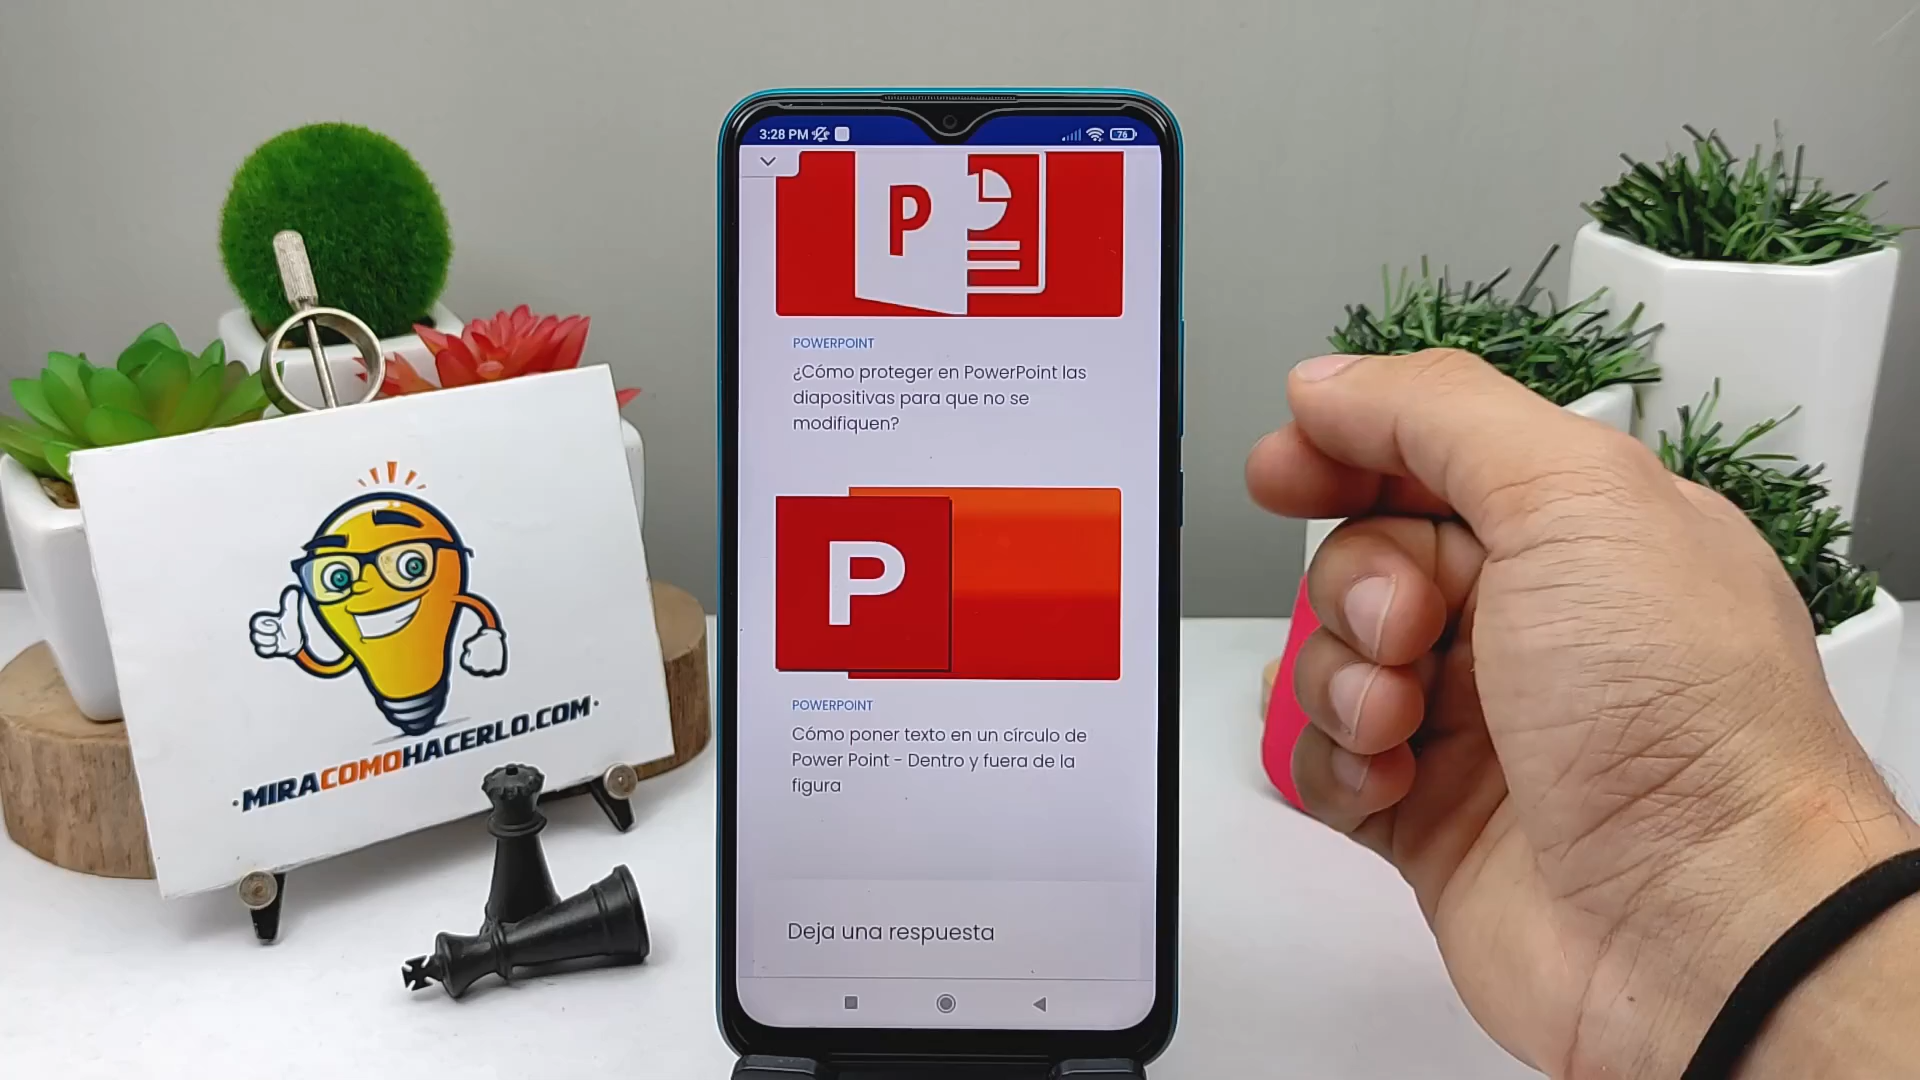 3:28 PM
76
P
POWERPOINT
¿Cómo proteger en PowerPoint las
diapositivas para que no se
modifiquen?
P
POWERPOINT
Cómo poner texto en un círculo de
Power Point - Dentro y fuera de la
figura
Deja una respuesta
·MIRACOMOHACERLO.COM·